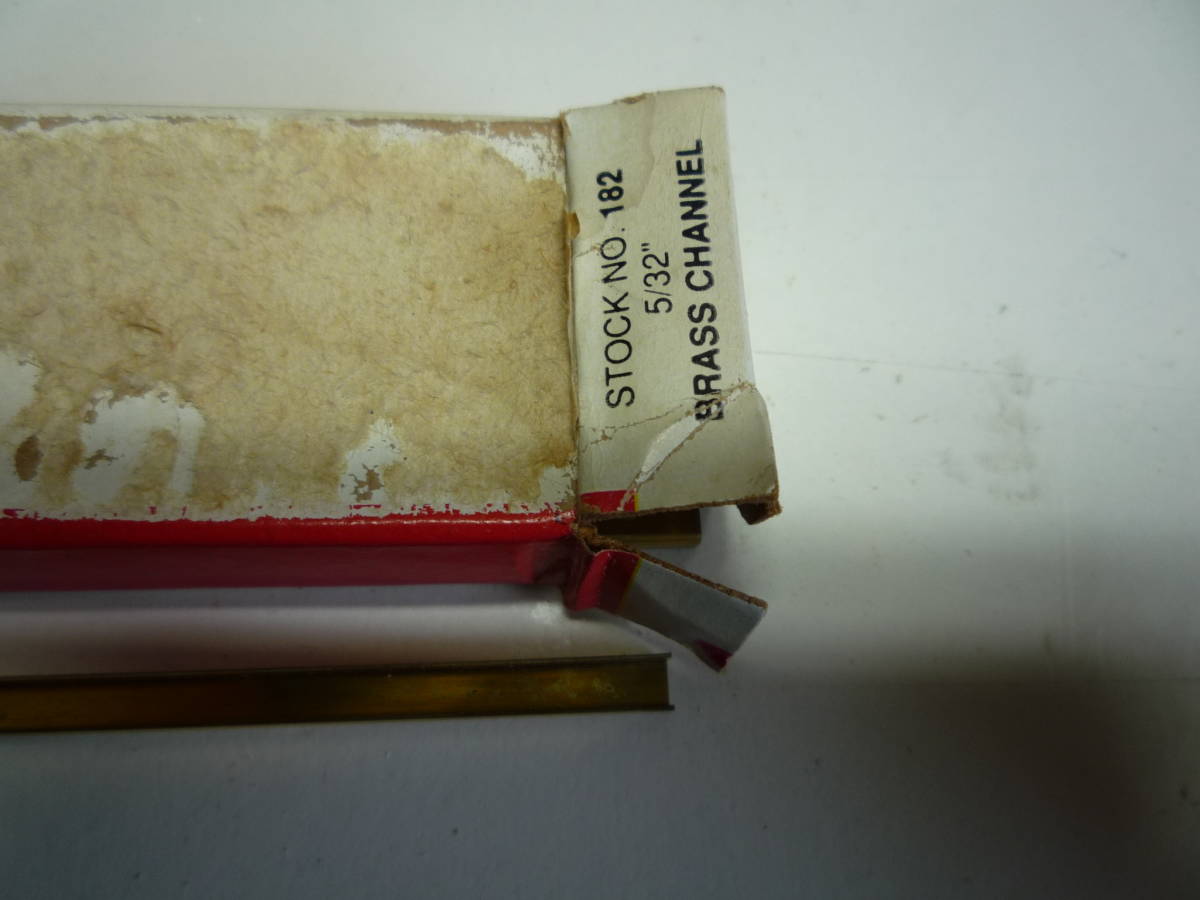 STOCK NO. 182
5/32"
BRASS CHANNEL